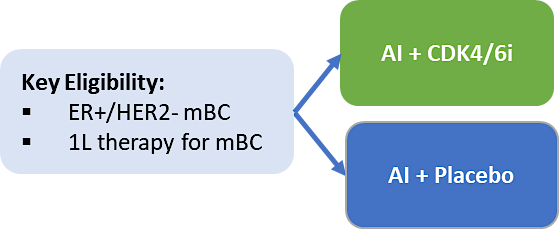 Key Eligibility:
▪ ER+/HER2- mBC
▪ 1L therapy for mBC
AI + CDK4/6i
AI + Placebo